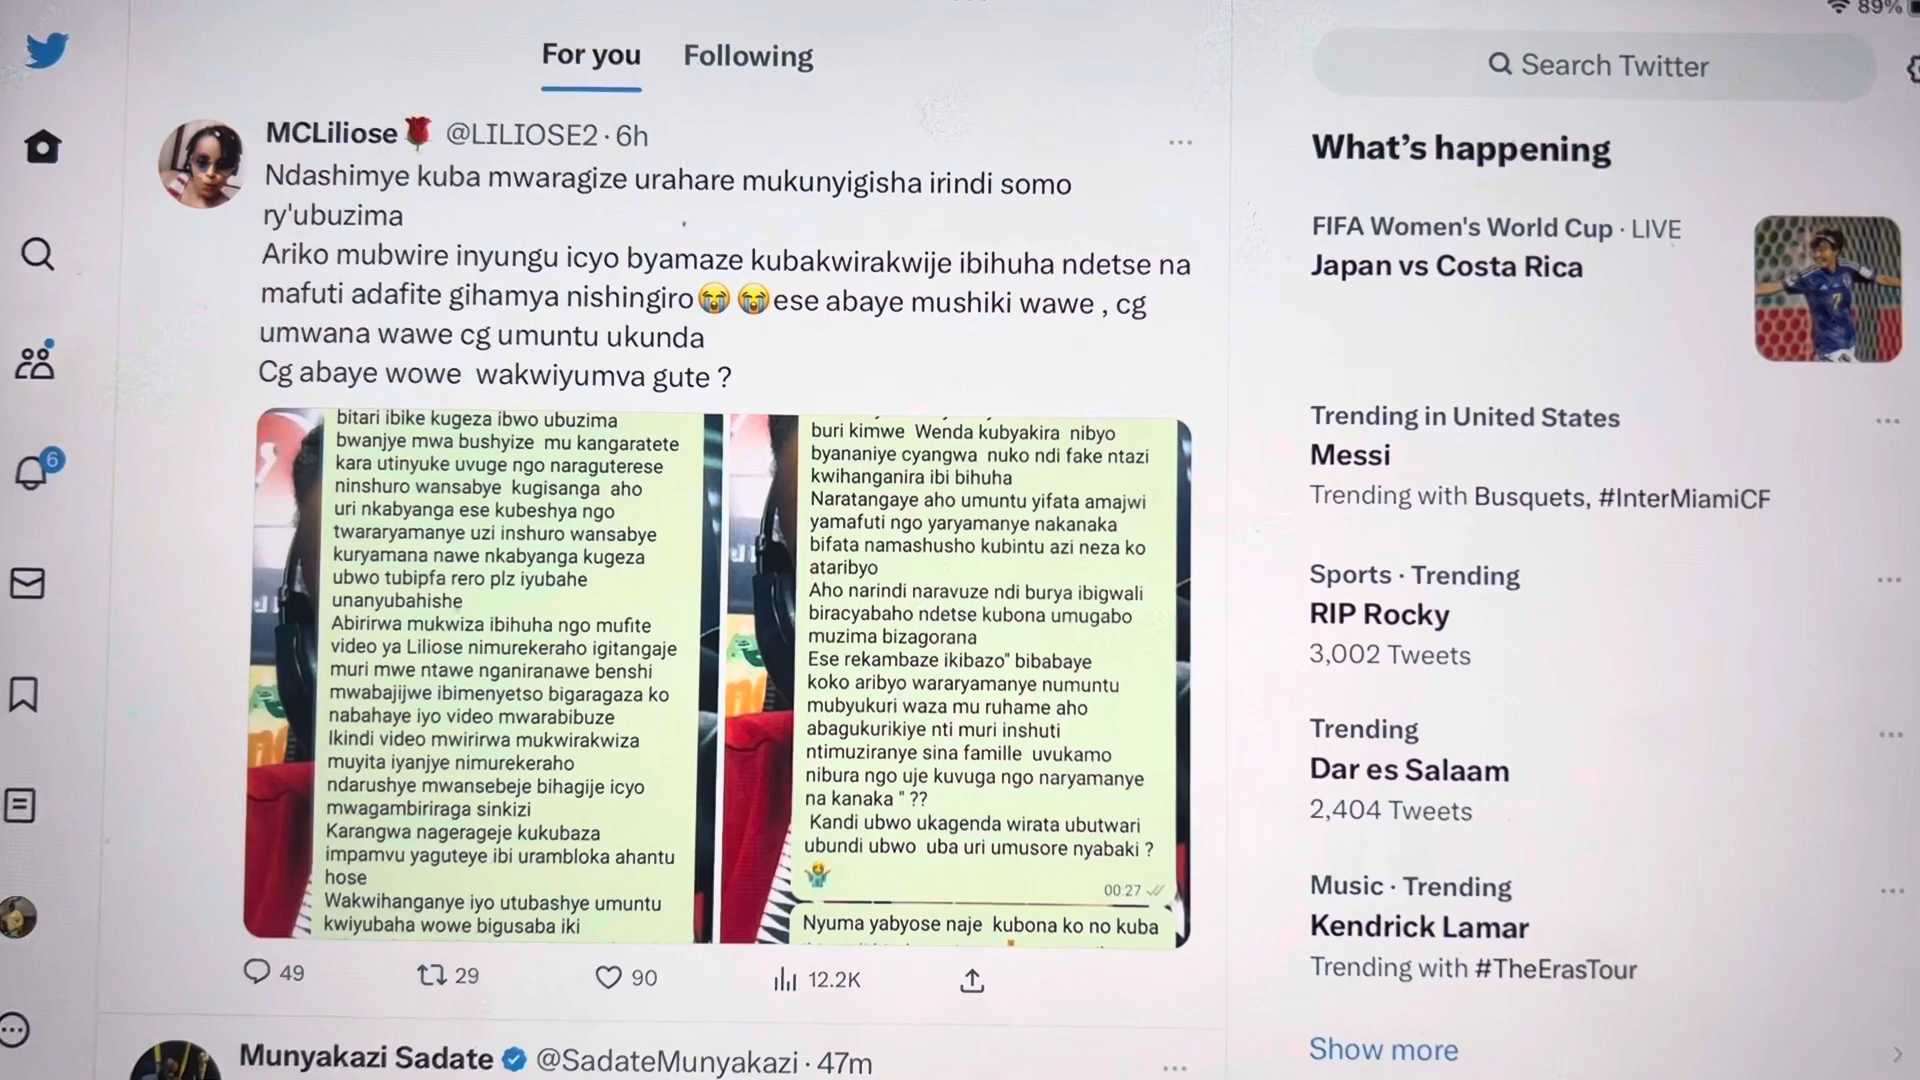 89%
For you Following
Search Twitter
MCLiliose @LILIOSE2 · 6h
Ndashimye kuba mwaragize urahare mukunyigisha irindi somo
ry'ubuzima
Ariko mubwire inyungu icyo byamaze kubakwirakwije ibihuha ndetse na
mafuti adafite gihamya nishingiro😭😭ese abaye mushiki wawe , cg
umwana wawe cg umuntu ukunda
Cg abaye wowe wakwiyumva gute ?
bitari ibike kugeza ibwo ubuzima
bwanjye mwa bushyize mu kangaratete
kara utinyuke uvuge ngo naraguterese
ninshuro wansabye kugisanga aho
uri nkabyanga ese kubeshya ngo
twararyamanye uzi inshuro wansabye
kuryamana nawe nkabyanga kugeza
ubwo tubipfa rero plz iyubahe
unanyubahishe
Abirirwa mukwiza ibihuha ngo mufite
video ya Liliose nimurekeraho igitangaje
muri mwe ntawe nganiranawe benshi
mwabajijwe ibimenyetso bigaragaza ko
nabahaye iyo video mwarabibuze
Ikindi video mwirirwa mukwirakwiza
muyita iyanjye nimurekeraho
ndarushye mwansebeje bihagije icyo
mwagambiriraga sinkizi
Karangwa nagerageje kukubaza
impamvu yaguteye ibi urambloka ahantu
hose
Wakwihanganye iyo utubashye umuntu
kwiyubaha wowe bigusaba iki
buri kimwe Wenda kubyakira nibyo
byananiye cyangwa nuko ndi fake ntazi
kwihanganira ibi bihuha
Naratangaye aho umuntu yifata amajwi
yamafuti ngo yaryamanye nakanaka
bifata namashusho kubintu azi neza ko
ataribyo
Aho narindi naravuze ndi burya ibigwali
biracyabaho ndetse kubona umugabo
muzima bizagorana
Ese rekambaze ikibazo" bibabaye
koko aribyo wararyamanye numuntu
mubyukuri waza mu ruhame aho
abagukurikiye nti muri inshuti
ntimuziranye sina famille uvukamo
nibura ngo uje kuvuga ngo naryamanye
na kanaka " ??
Kandi ubwo ukagenda wirata ubutwari
ubundi ubwo uba uri umusore nyabaki ?
🤷
00:27
Nyuma yabyose naje kubona ko no kuba
49 29 90 12.2K
Munyakazi Sadate @SadateMunyakazi · 47m
6
What's happening
FIFA Women's World Cup · LIVE
Japan vs Costa Rica
7
Trending in United States
Messi
Trending with Busquets, #InterMiamiCF
Sports · Trending
RIP Rocky
3,002 Tweets
Trending
Dar es Salaam
2,404 Tweets
Music · Trending
Kendrick Lamar
Trending with #TheErasTour
Show more